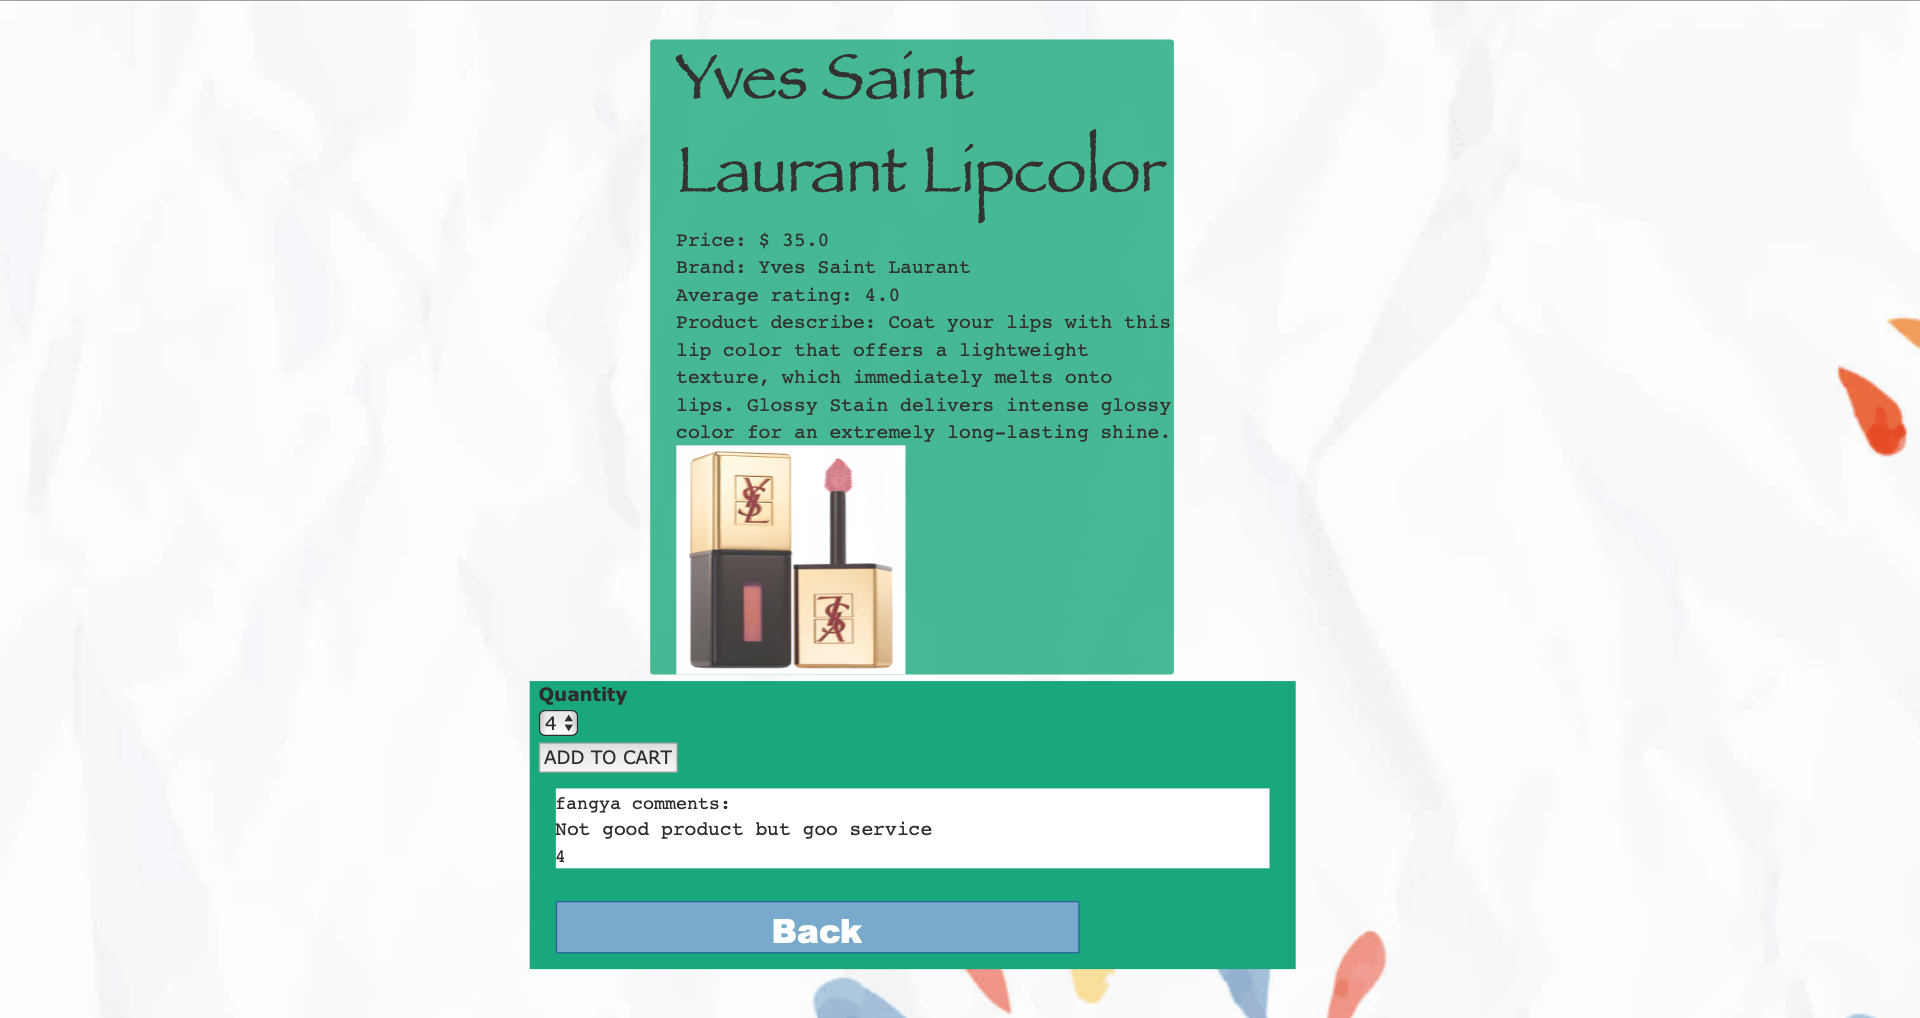 Yves Saint
Laurant Lipcolor
Price: $ 35.0
Brand: Yves Saint Laurant
Average rating: 4.0
Product describe: Coat your lips with this
lip color that offers a lightweight
texture, which immediately melts onto
lips. Glossy Stain delivers intense glossy
color for an extremely long-lasting shine.
YSL
YSL
Quantity
4
ADD TO CART
fangya comments:
Not good product but goo service
4
Back